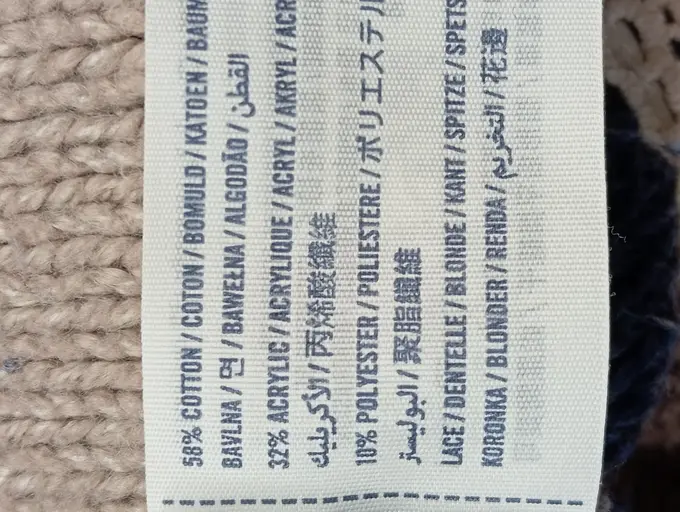 58% COTTON / COTON / BOMULD / KATOEN / BAUM
BAVLNA / 면 / BAWEŁNA / ALGODÃO / القطن
32% ACRYLIC / ACRYLIQUE / ACRYL / AKRYL / ACR
الأكريليك / 丙烯酸纖維
10% POLYESTER / POLIESTERE / ポリエステル
البوليستر / 聚脂纖維
LACE / DENTELLE / BLONDE / KANT / SPITZE / SPETS
KORONKA / BLONDER / RENDA / التخريم / 花邊